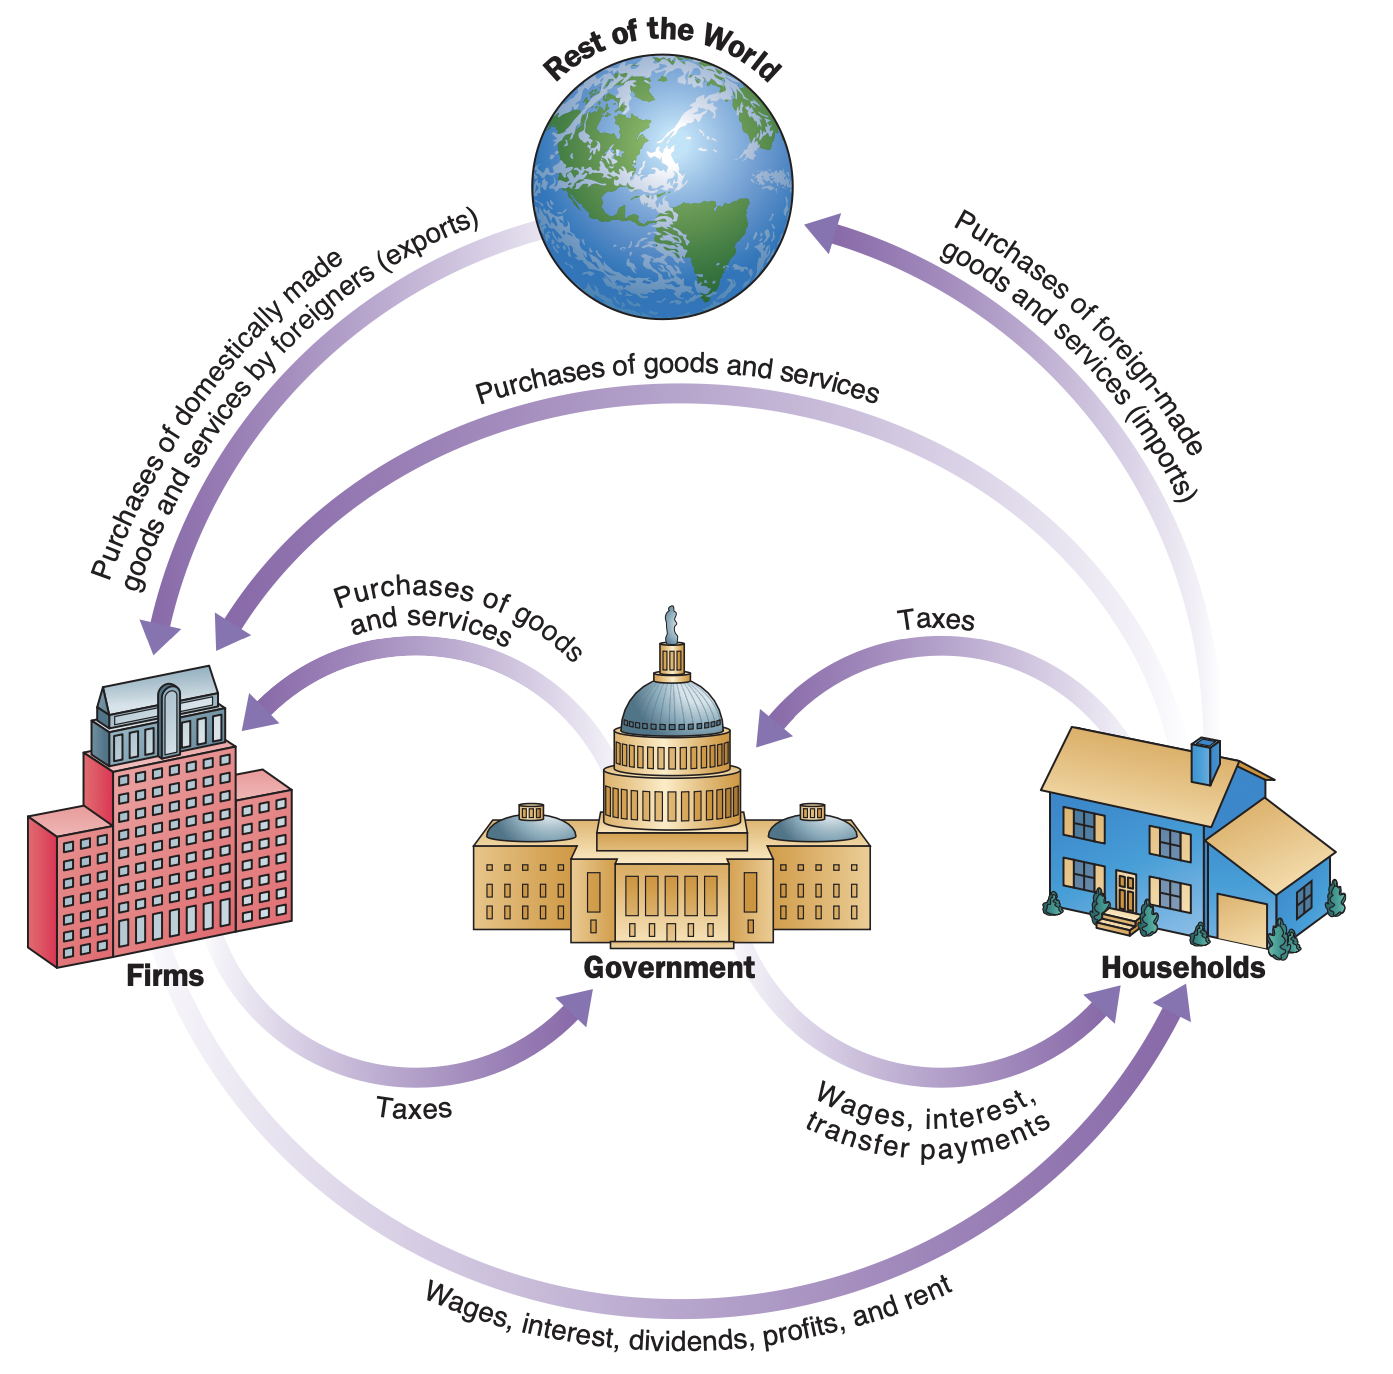 Rest of the World
Purchases of domestically made
goods and services by foreigners (exports)
Purchases of foreign-made
goods and services (imports)
Purchases of goods and services
Purchases of goods
and services
Taxes
Firms
Government
Households
Taxes
Wages, interest,
transfer payments
Wages, interest, dividends, profits, and rent